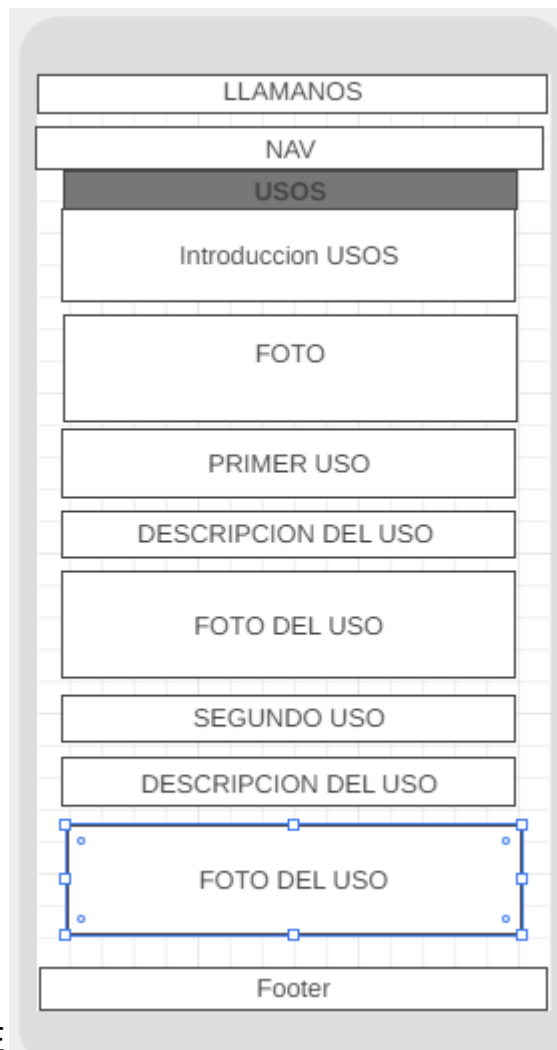 LLAMANOS
NAV
USOS
Introduccion USOS
FOTO
PRIMER USO
DESCRIPCION DEL USO
FOTO DEL USO
SEGUNDO USO
DESCRIPCION DEL USO
FOTO DEL USO
Footer